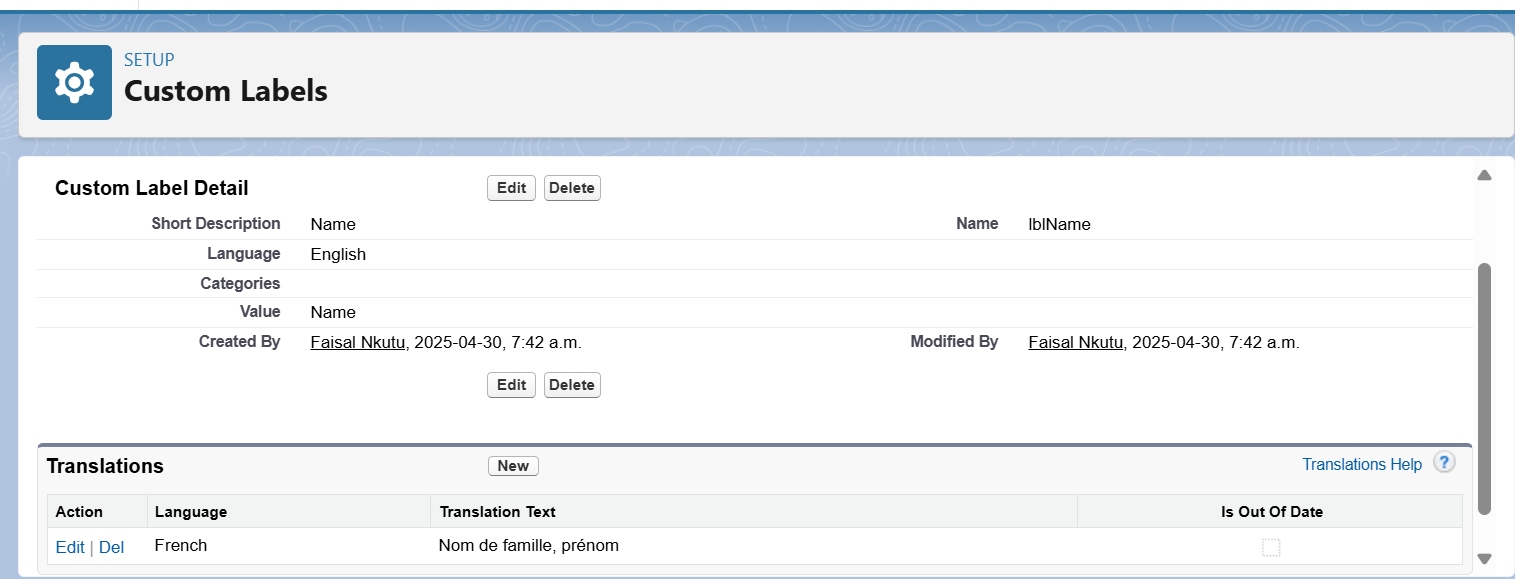 SETUP
Custom Labels
Custom Label Detail Edit Delete
Short Description Name Name lblName
Language English
Categories
Value Name
Created By Faisal Nkutu, 2025-04-30, 7:42 a.m. Modified By Faisal Nkutu, 2025-04-30, 7:42 a.m.
Edit Delete
Translations New Translations Help ?
Action Language Translation Text Is Out Of Date
Edit | Del French Nom de famille, prénom